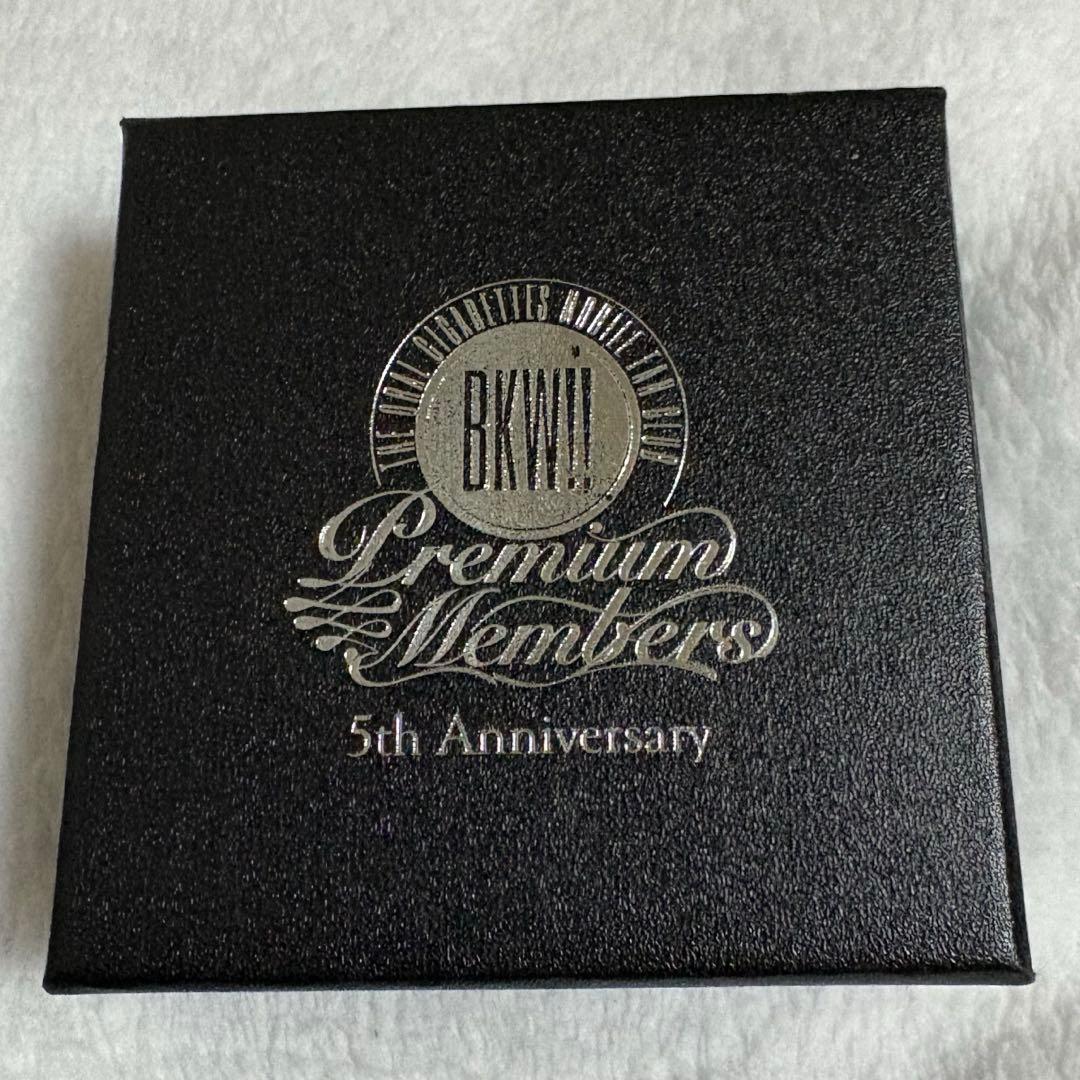 THE ORAL CIGARETTES MOBILE FAN CLUB
BKW!!
Premium
Members
5th Anniversary